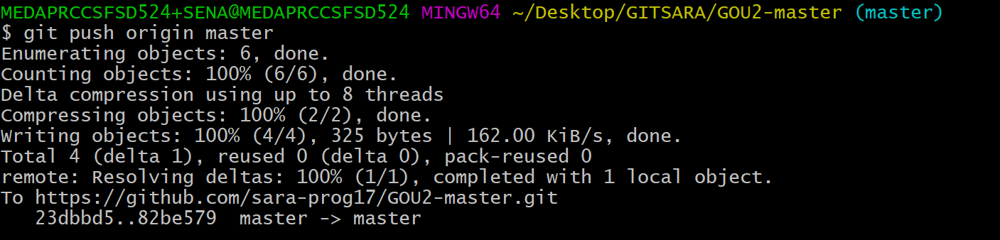 MEDAPRCCSFSD524+SENA@MEDAPRCCSFSD524 MINGW64 ~/Desktop/GITSARA/GOU2-master (master)
$ git push origin master
Enumerating objects: 6, done.
Counting objects: 100% (6/6), done.
Delta compression using up to 8 threads
Compressing objects: 100% (2/2), done.
Writing objects: 100% (4/4), 325 bytes | 162.00 KiB/s, done.
Total 4 (delta 1), reused 0 (delta 0), pack-reused 0
remote: Resolving deltas: 100% (1/1), completed with 1 local object.
To https://github.com/sara-prog17/GOU2-master.git
   23dbbd5..82be579  master -> master